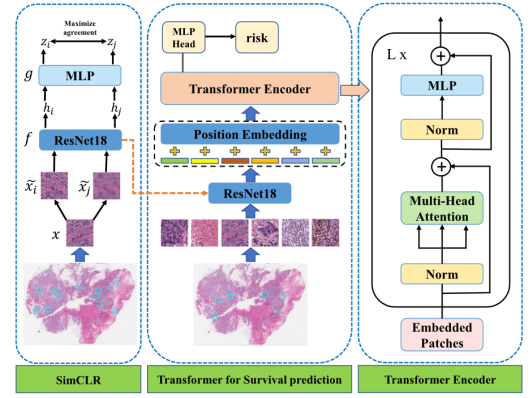 Maximize
agreement
z_i z_j
g MLP
h_i h_j
f ResNet18
x̃_i x̃_j
x
SimCLR
MLP
Head
risk
Transformer Encoder
Position Embedding
+ + + + + +
ResNet18
Transformer for Survival prediction
L x
+
MLP
Norm
+
Multi-Head
Attention
Norm
Embedded
Patches
Transformer Encoder